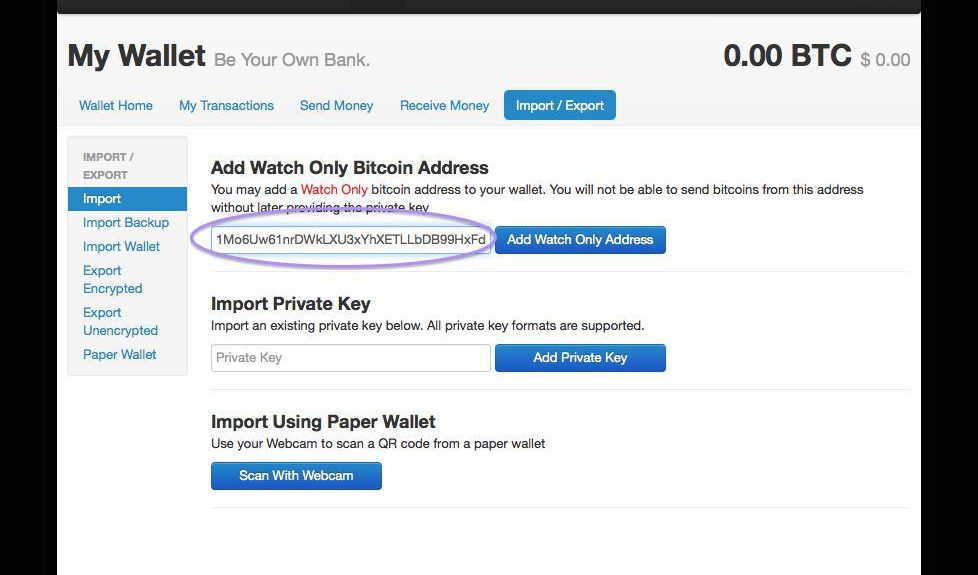 My Wallet Be Your Own Bank.
0.00 BTC $ 0.00
Wallet Home My Transactions Send Money Receive Money Import / Export
IMPORT /
EXPORT
Import
Import Backup
Import Wallet
Export
Encrypted
Export
Unencrypted
Paper Wallet
Add Watch Only Bitcoin Address
You may add a Watch Only bitcoin address to your wallet. You will not be able to send bitcoins from this address
without later providing the private key
1Mo6Uw61nrDWkLXU3xYhXETLLbDB99HxFd Add Watch Only Address
Import Private Key
Import an existing private key below. All private key formats are supported.
Private Key Add Private Key
Import Using Paper Wallet
Use your Webcam to scan a QR code from a paper wallet
Scan With Webcam